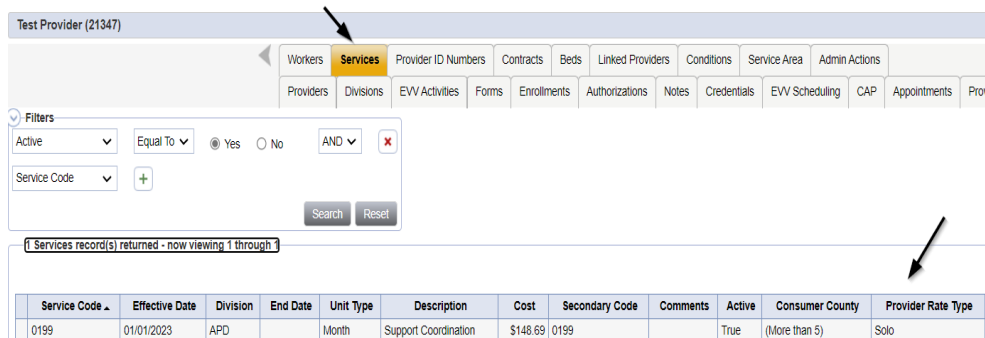 Test Provider (21347)
Workers Services Provider ID Numbers Contracts Beds Linked Providers Conditions Service Area Admin Actions
Providers Divisions EVV Activities Forms Enrollments Authorizations Notes Credentials EVV Scheduling CAP Appointments
Filters
Active Equal To Yes No AND
Service Code
Search Reset
1 Services record(s) returned - now viewing 1 through 1
Service Code Effective Date Division End Date Unit Type Description Cost Secondary Code Comments Active Consumer County Provider Rate Type
0199 01/01/2023 APD Month Support Coordination $148.69 0199 True (More than 5) Solo